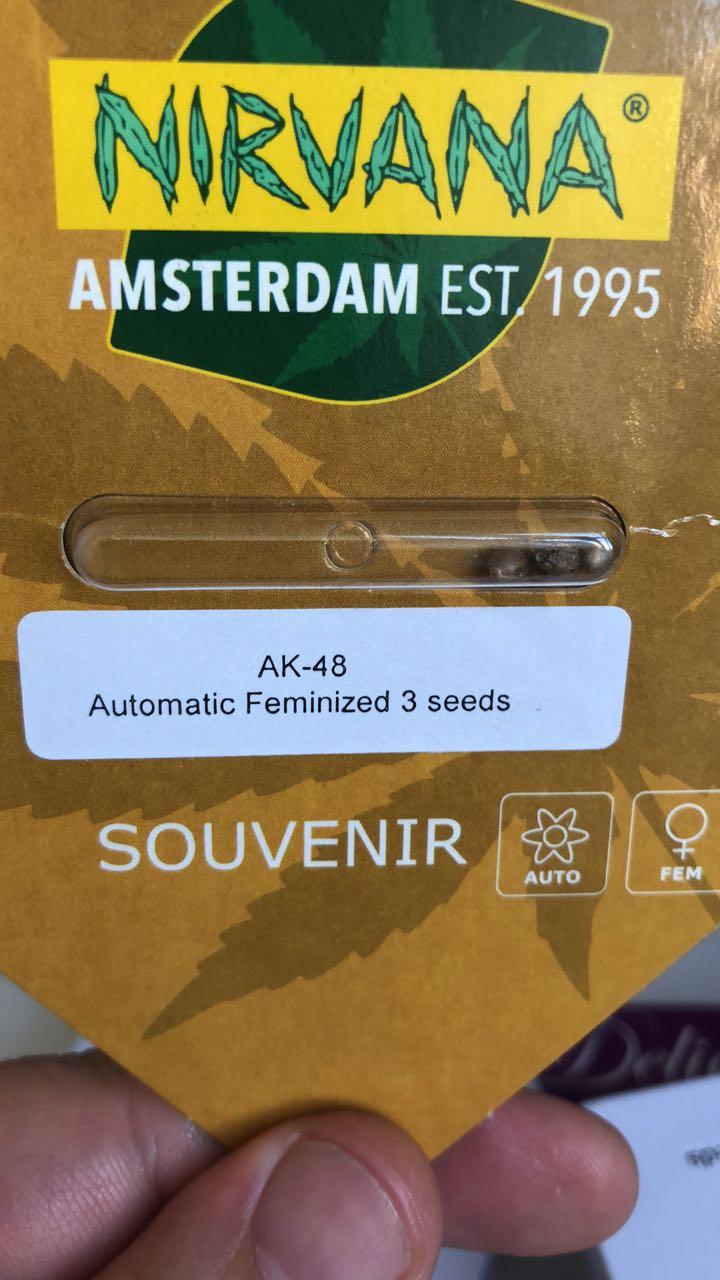 NIRVANA®
AMSTERDAM EST. 1995
AK-48
Automatic Feminized 3 seeds
SOUVENIR
AUTO
FEM